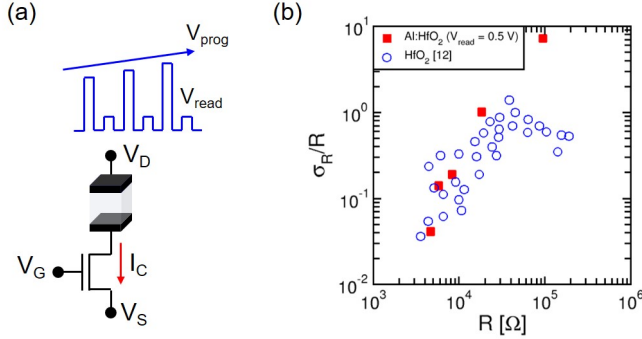 (a)
V_prog
V_read
V_D
V_G
I_C
V_S
(b)
Al:HfO₂ (V_read = 0.5 V)
HfO₂ [12]
10¹
10⁰
10⁻¹
10⁻²
σ_R/R
10³ 10⁴ 10⁵ 10⁶
R [Ω]